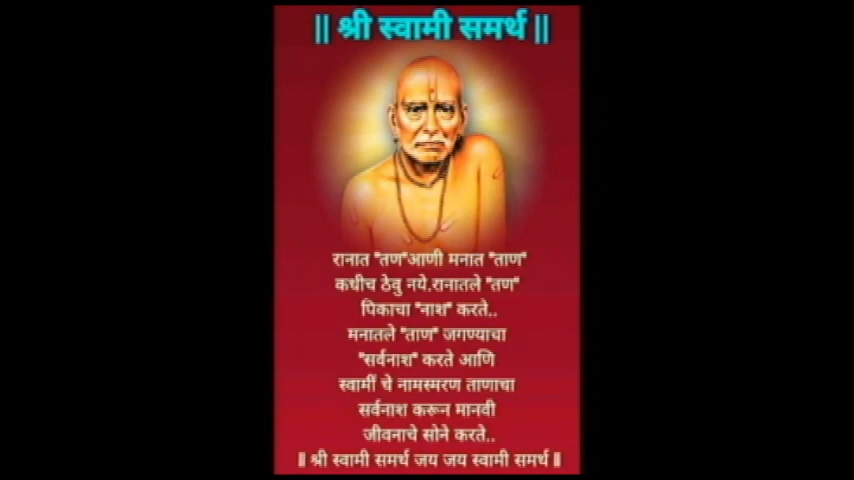 || श्री स्वामी समर्थ ||
रानात "तण"आणी मनात "ताण"
कधीच ठेवु नये.रानातले "तण"
पिकाचा "नाश" करते..
मनातले "ताण" जगण्याचा
"सर्वनाश" करते आणि
स्वामीं चे नामस्मरण ताणाचा
सर्वनाश करून मानवी
जीवनाचे सोने करते..
|| श्री स्वामी समर्थ जय जय स्वामी समर्थ ||